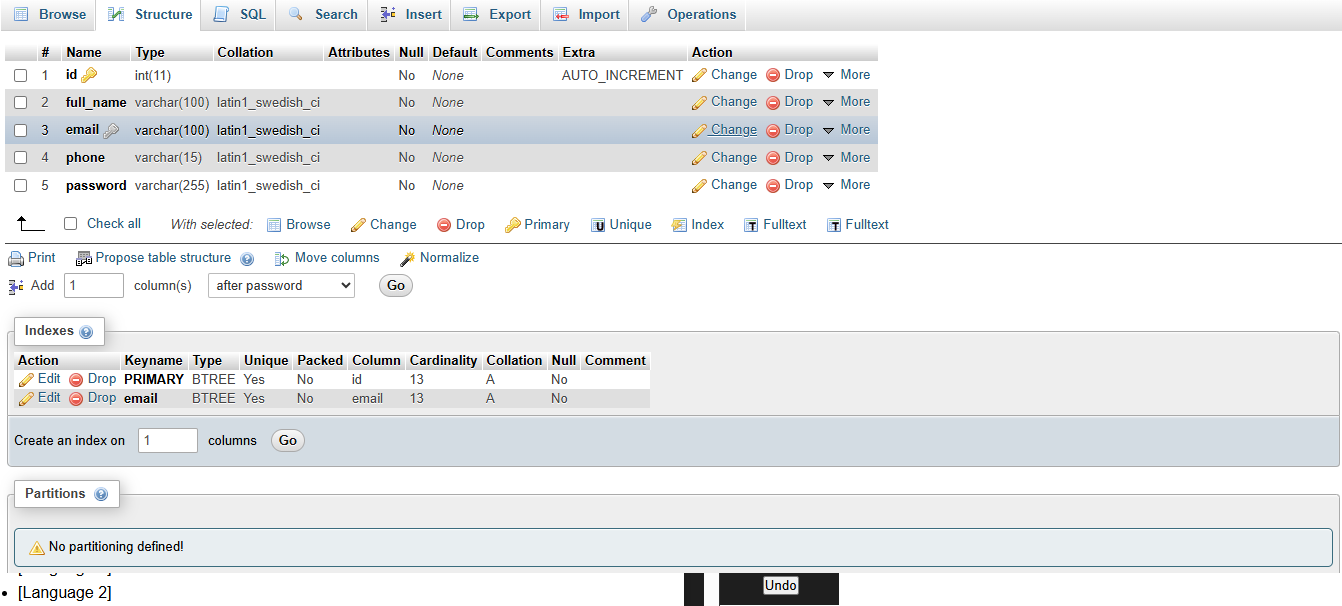 Browse Structure SQL Search Insert Export Import Operations
# Name Type Collation Attributes Null Default Comments Extra Action
1 id int(11) No None AUTO_INCREMENT Change Drop More
2 full_name varchar(100) latin1_swedish_ci No None Change Drop More
3 email varchar(100) latin1_swedish_ci No None Change Drop More
4 phone varchar(15) latin1_swedish_ci No None Change Drop More
5 password varchar(255) latin1_swedish_ci No None Change Drop More
Check all With selected: Browse Change Drop Primary Unique Index Fulltext Fulltext
Print Propose table structure Move columns Normalize
Add 1 column(s) after password Go
Indexes
Action Keyname Type Unique Packed Column Cardinality Collation Null Comment
Edit Drop PRIMARY BTREE Yes No id 13 A No
Edit Drop email BTREE Yes No email 13 A No
Create an index on 1 columns Go
Partitions
No partitioning defined!
• [Language 2]
Undo